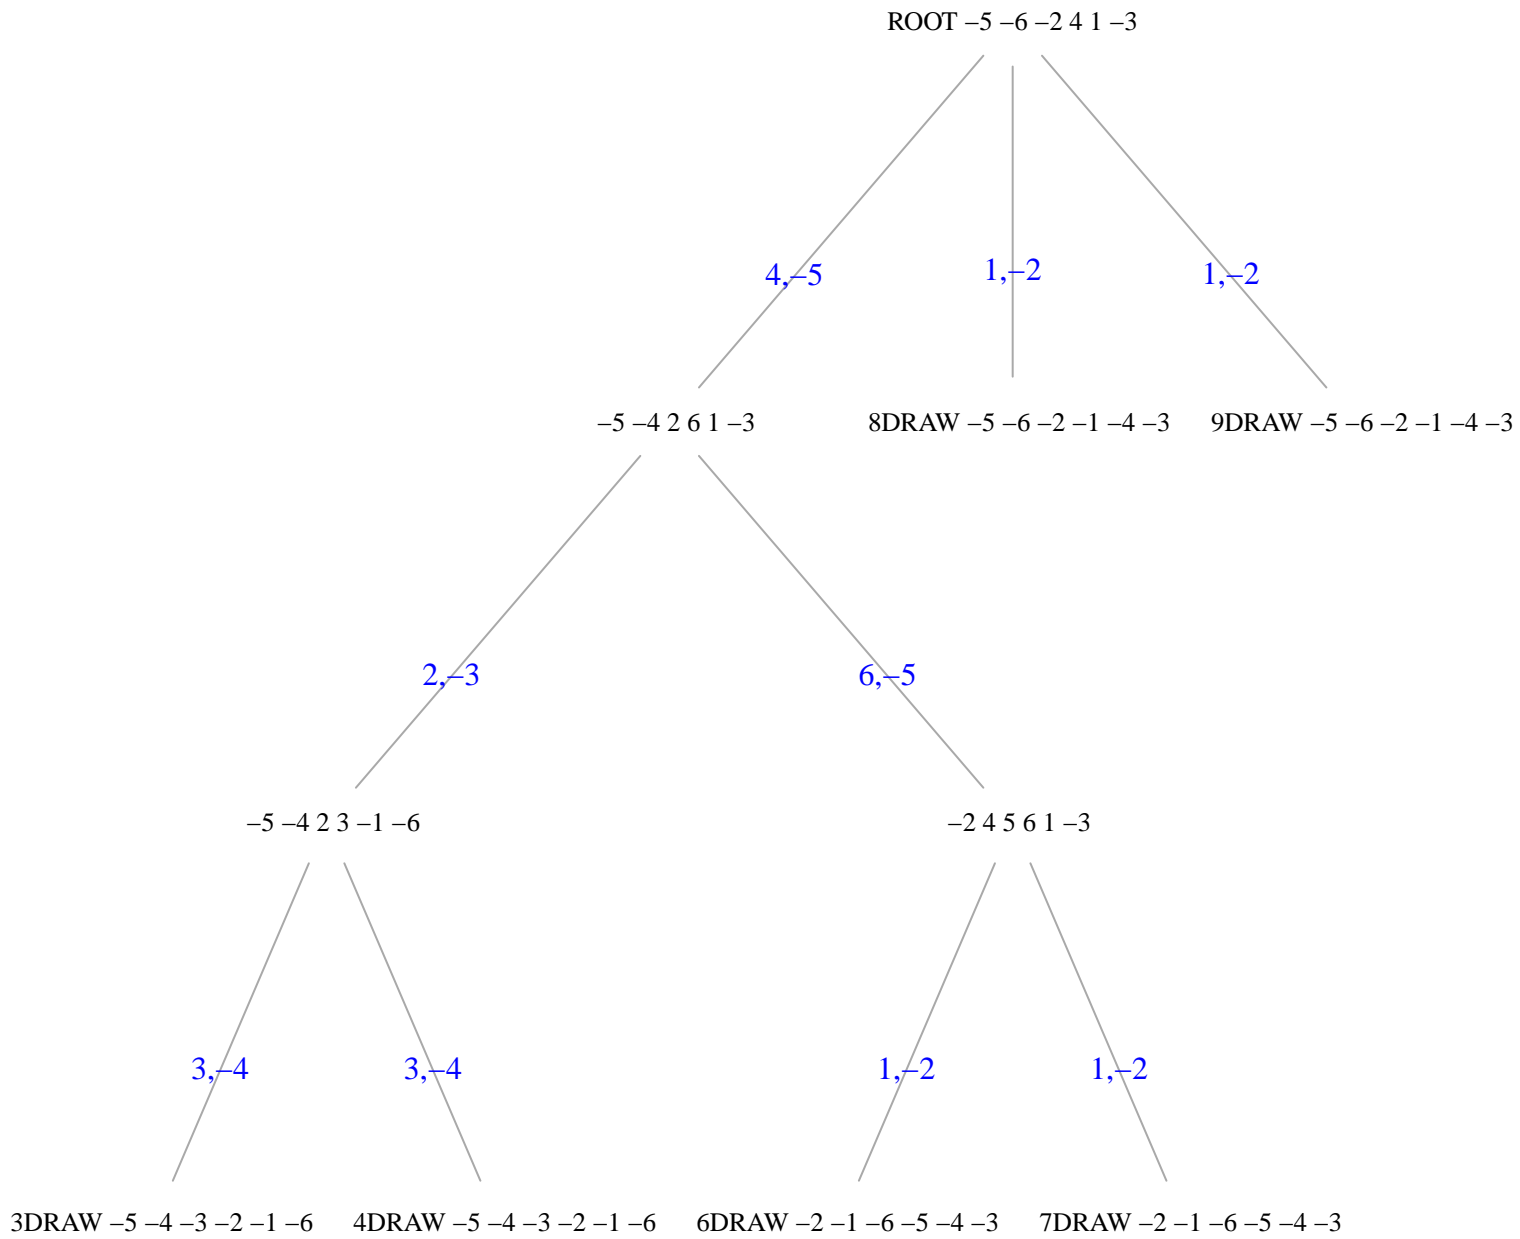 ROOT –5 –6 –2 4 1 –3
4,–5
1,–2
1,–2
–5 –4 2 6 1 –3
8DRAW –5 –6 –2 –1 –4 –3
9DRAW –5 –6 –2 –1 –4 –3
2,–3
6,–5
–5 –4 2 3 –1 –6
–2 4 5 6 1 –3
3,–4
3,–4
1,–2
1,–2
3DRAW –5 –4 –3 –2 –1 –6
4DRAW –5 –4 –3 –2 –1 –6
6DRAW –2 –1 –6 –5 –4 –3
7DRAW –2 –1 –6 –5 –4 –3